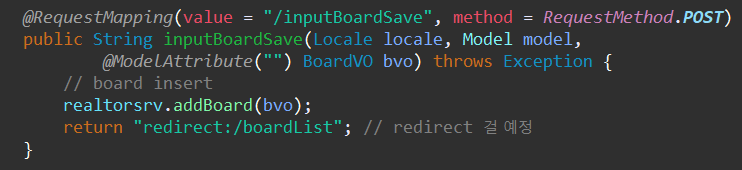 @RequestMapping(value = "/inputBoardSave", method = RequestMethod.POST)
public String inputBoardSave(Locale locale, Model model,
@ModelAttribute("") BoardVO bvo) throws Exception {
// board insert
realtorsrv.addBoard(bvo);
return "redirect:/boardList"; // redirect 걸 예정
}